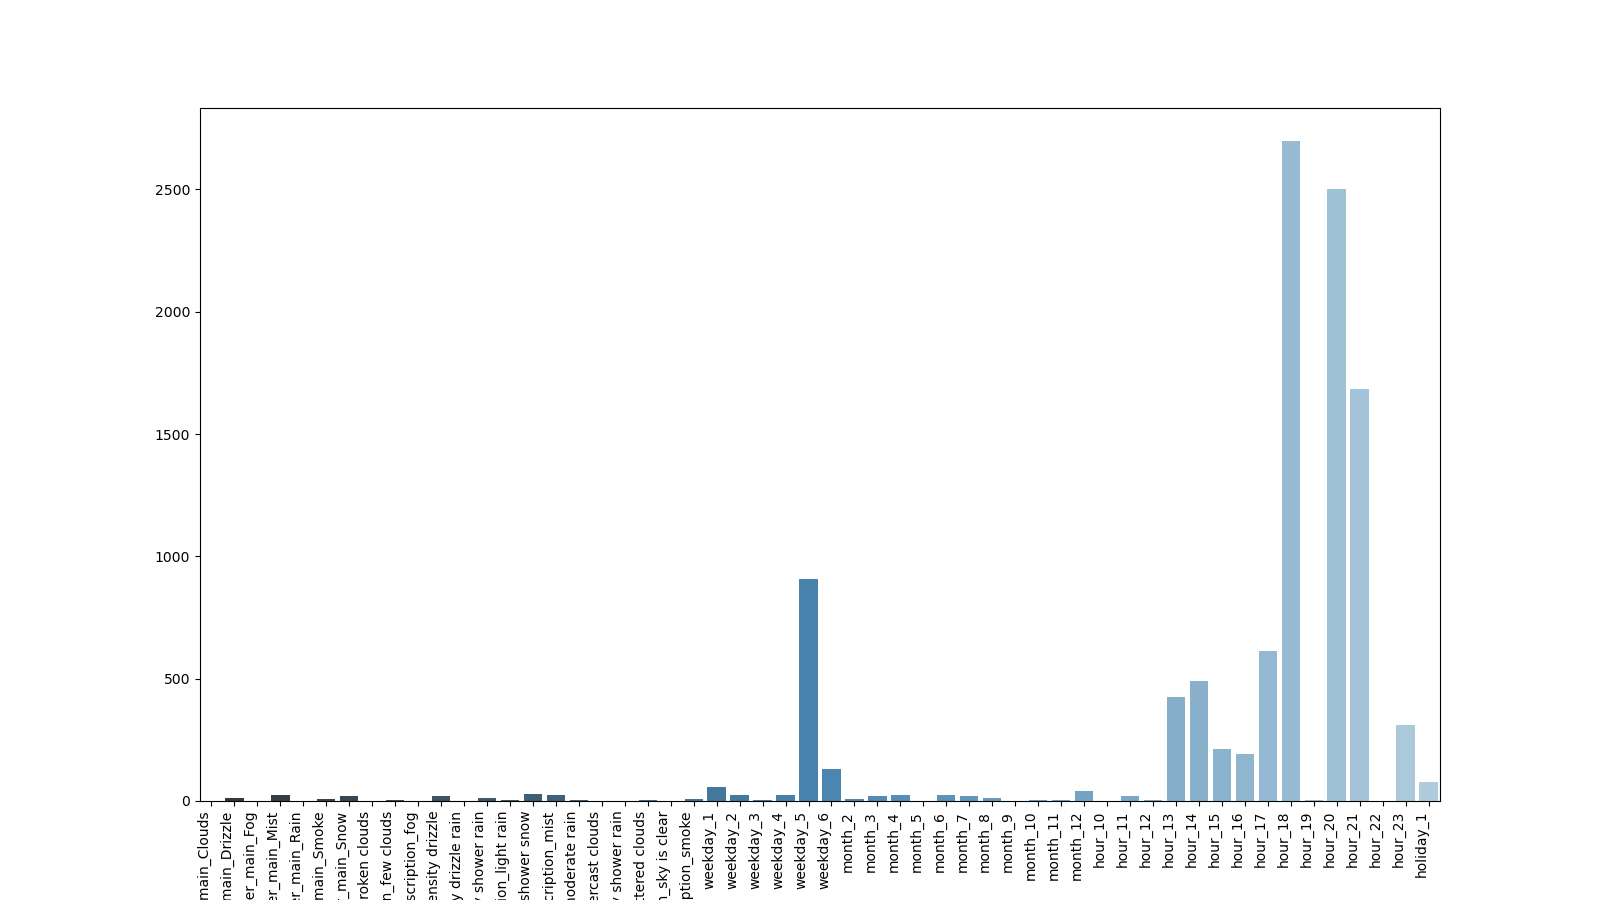 2500
2000
1500
1000
500
0
main_Clouds
main_Drizzle
er_main_Fog
er_main_Mist
er_main_Rain
main_Smoke
_main_Snow
roken clouds
n_few clouds
scription_fog
ensity drizzle
y drizzle rain
y shower rain
ion_light rain
shower snow
cription_mist
noderate rain
ercast clouds
y shower rain
ttered clouds
n_sky is clear
ption_smoke
weekday_1
weekday_2
weekday_3
weekday_4
weekday_5
weekday_6
month_2
month_3
month_4
month_5
month_6
month_7
month_8
month_9
month_10
month_11
month_12
hour_10
hour_11
hour_12
hour_13
hour_14
hour_15
hour_16
hour_17
hour_18
hour_19
hour_20
hour_21
hour_22
hour_23
holiday_1